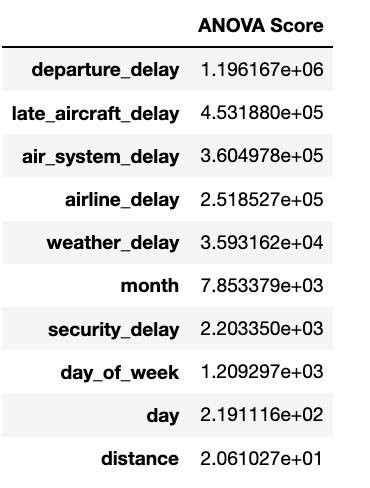 ANOVA Score
departure_delay 1.196167e+06
late_aircraft_delay 4.531880e+05
air_system_delay 3.604978e+05
airline_delay 2.518527e+05
weather_delay 3.593162e+04
month 7.853379e+03
security_delay 2.203350e+03
day_of_week 1.209297e+03
day 2.191116e+02
distance 2.061027e+01